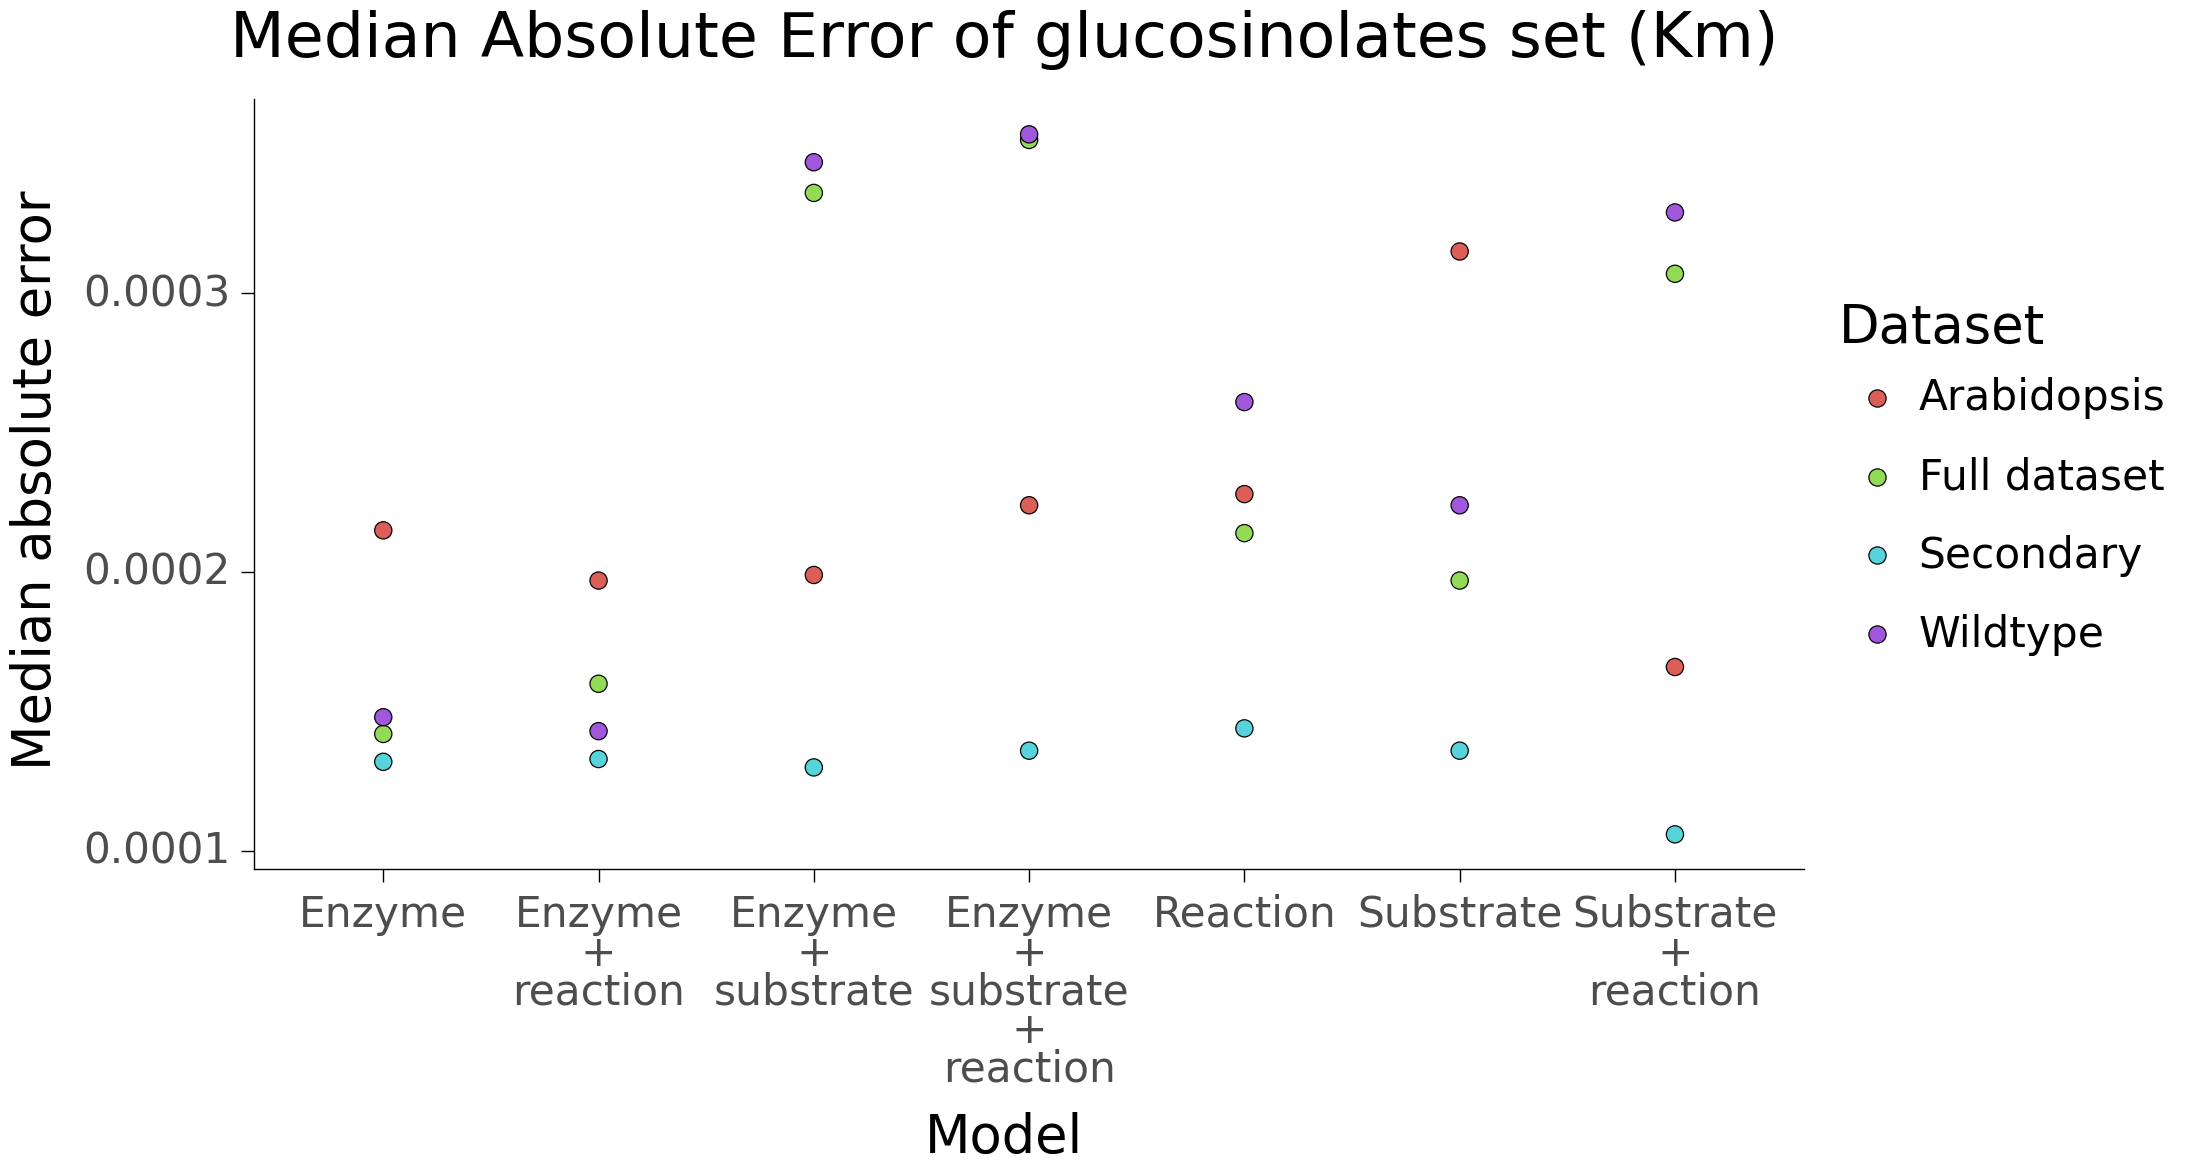 Median Absolute Error of glucosinolates set (Km)
Median absolute error
0.0003
0.0002
0.0001
Enzyme
Enzyme
+
reaction
Enzyme
+
substrate
Enzyme
+
substrate
+
reaction
Reaction
Substrate
Substrate
+
reaction
Model
Dataset
Arabidopsis
Full dataset
Secondary
Wildtype